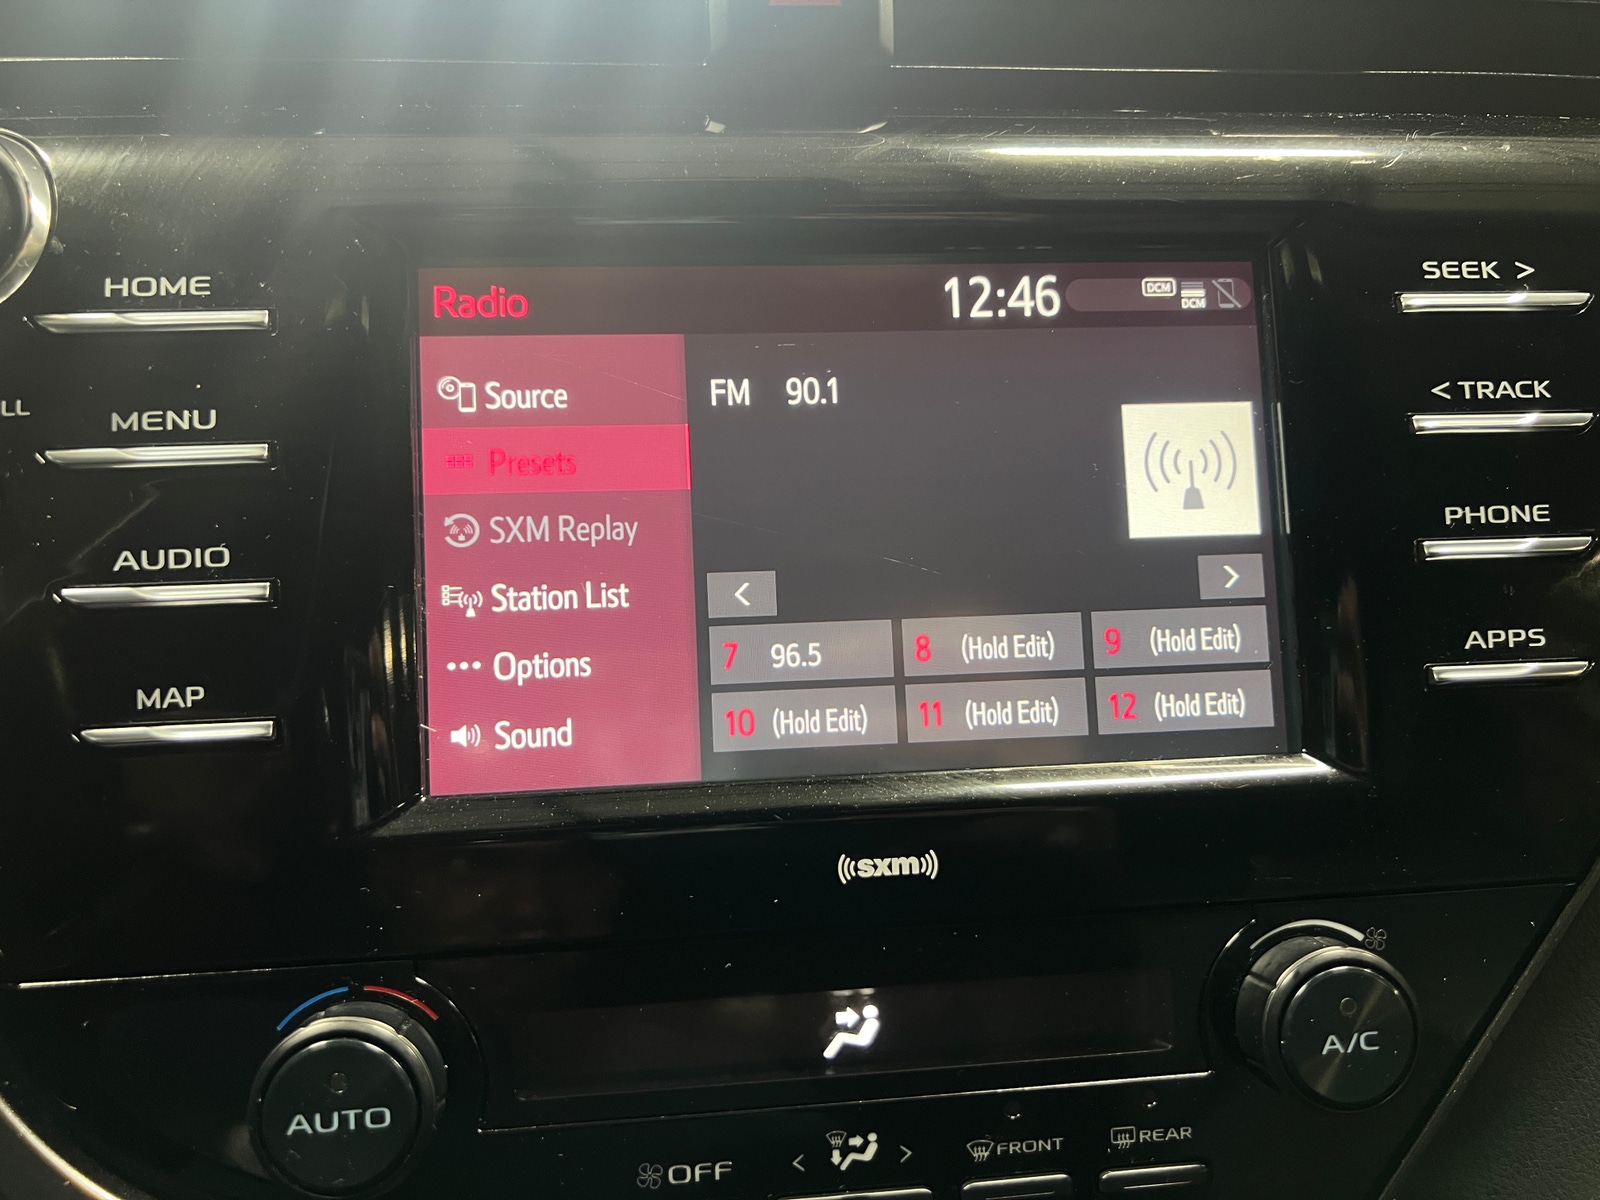 Radio
12:46
DCM
DCM
HOME
MENU
AUDIO
MAP
LL
Source
Presets
SXM Replay
Station List
Options
Sound
FM 90.1
<
>
7 96.5
8 (Hold Edit)
9 (Hold Edit)
10 (Hold Edit)
11 (Hold Edit)
12 (Hold Edit)
SEEK >
< TRACK
PHONE
APPS
sxm
AUTO
A/C
OFF
<
>
FRONT
REAR